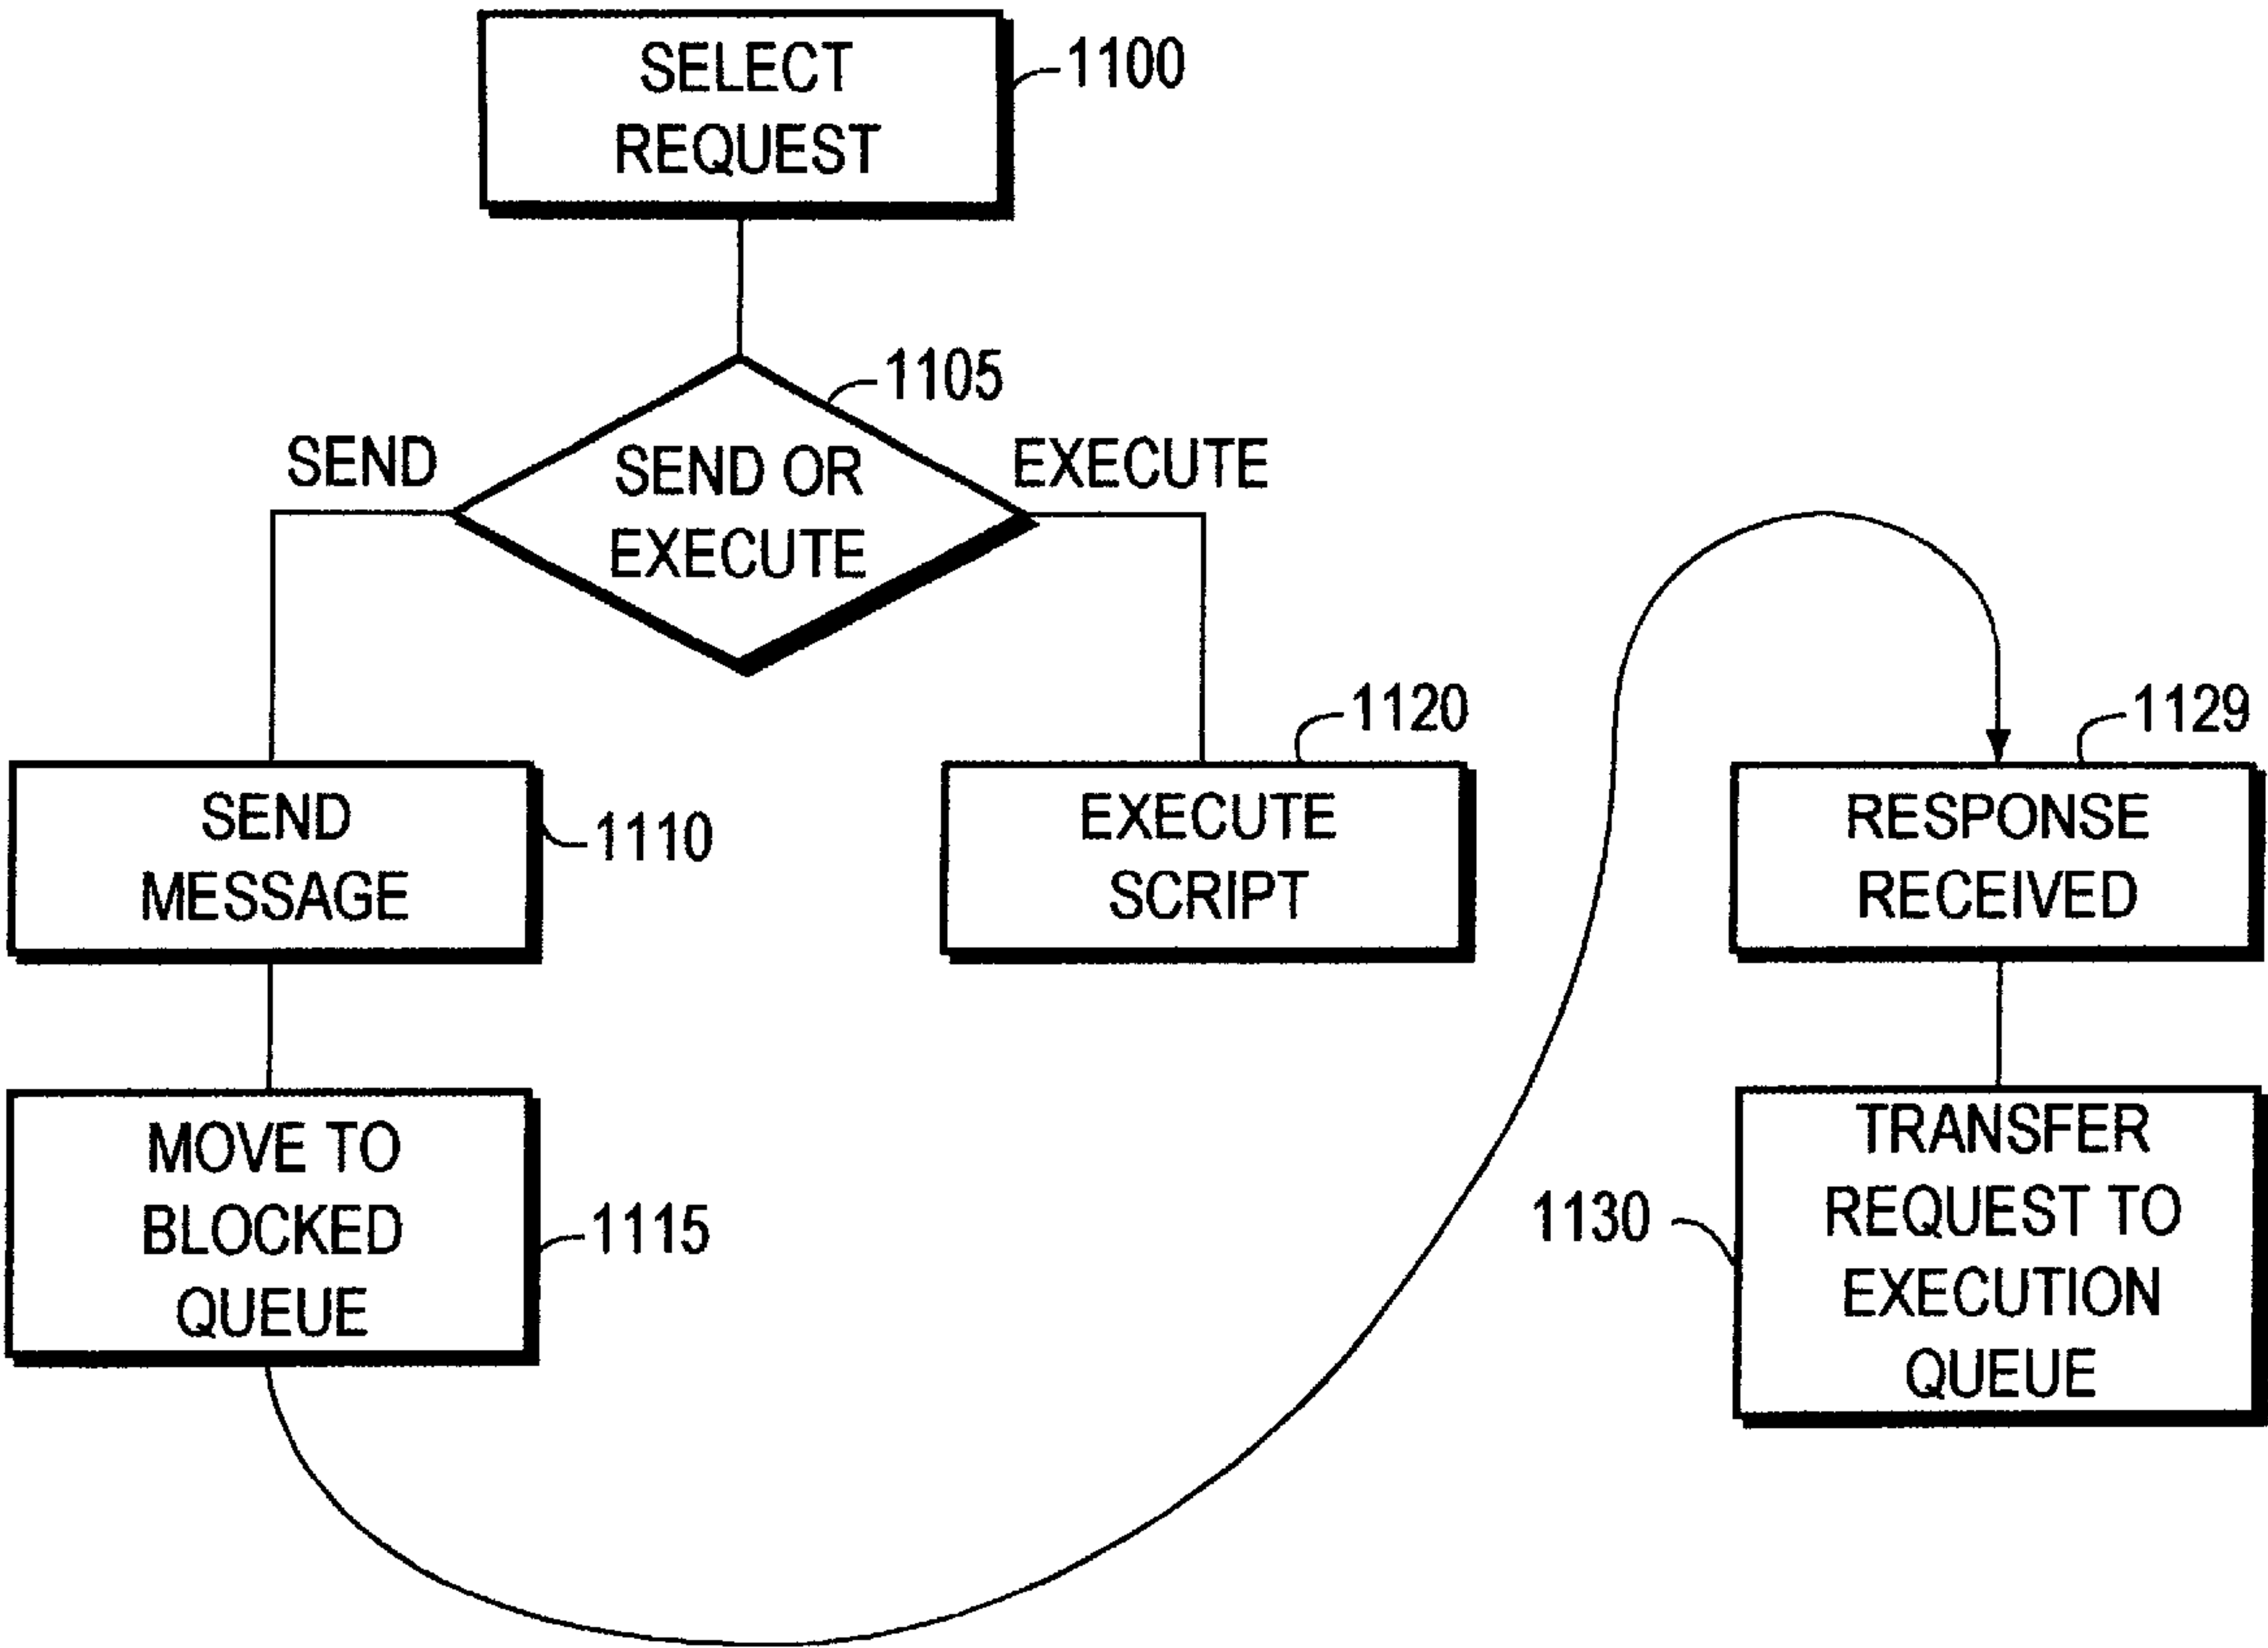 SELECT
REQUEST
1100
1105
SEND
SEND OR
EXECUTE
EXECUTE
1120
1129
SEND
MESSAGE
1110
EXECUTE
SCRIPT
RESPONSE
RECEIVED
MOVE TO
BLOCKED
QUEUE
1115
1130
TRANSFER
REQUEST TO
EXECUTION
QUEUE